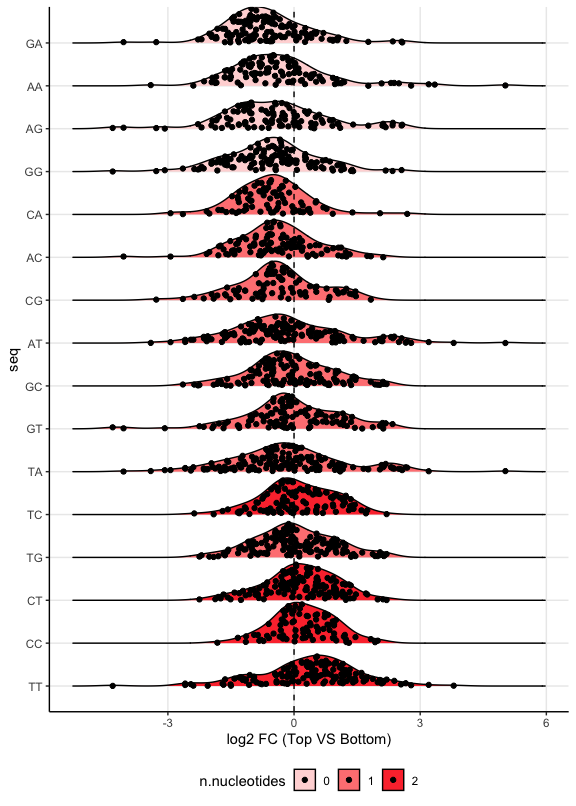 GA
AA
AG
GG
CA
AC
CG
AT
GC
GT
TA
TC
TG
CT
CC
TT
seq
-3 0 3 6
log2 FC (Top VS Bottom)
n.nucleotides 0 1 2